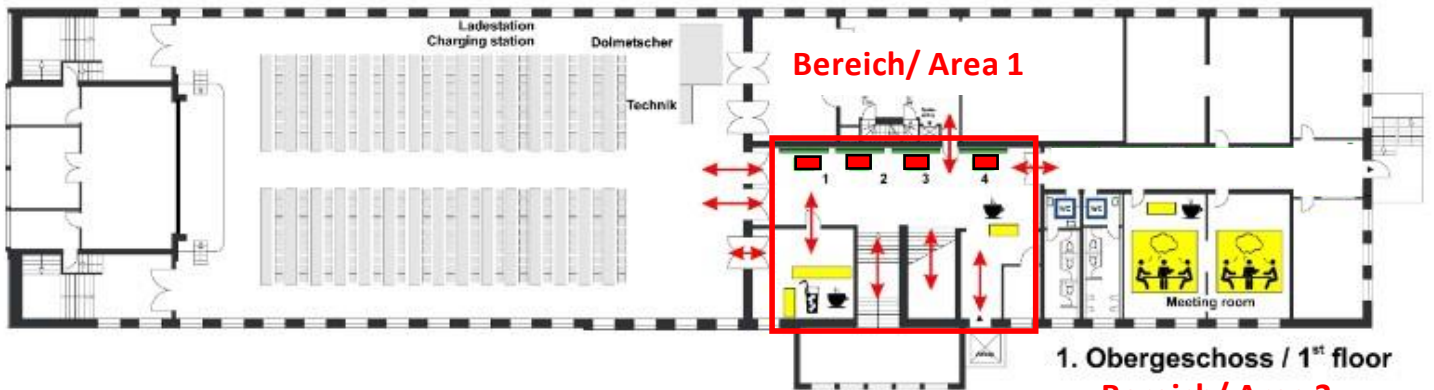 Ladestation
Charging station
Dolmetscher
Bereich/ Area 1
Technik
1 2 3 4
WC WC
Meeting room
1. Obergeschoss / 1st floor